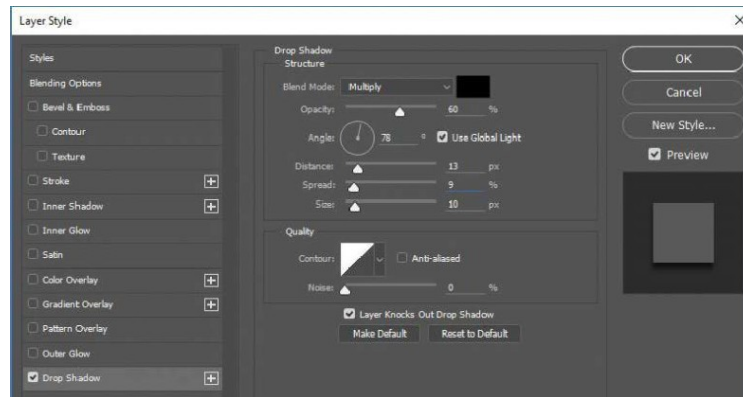 Layer Style
Styles
Blending Options
Bevel & Emboss
Contour
Texture
Stroke
Inner Shadow
Inner Glow
Satin
Color Overlay
Gradient Overlay
Pattern Overlay
Outer Glow
Drop Shadow
Drop Shadow
Structure
Blend Mode: Multiply
Opacity: 60 %
Angle: 78 ° Use Global Light
Distance: 13 px
Spread: 9 %
Size: 10 px
Quality
Contour: Anti-aliased
Noise: 0 %
Layer Knocks Out Drop Shadow
Make Default Reset to Default
OK
Cancel
New Style...
Preview